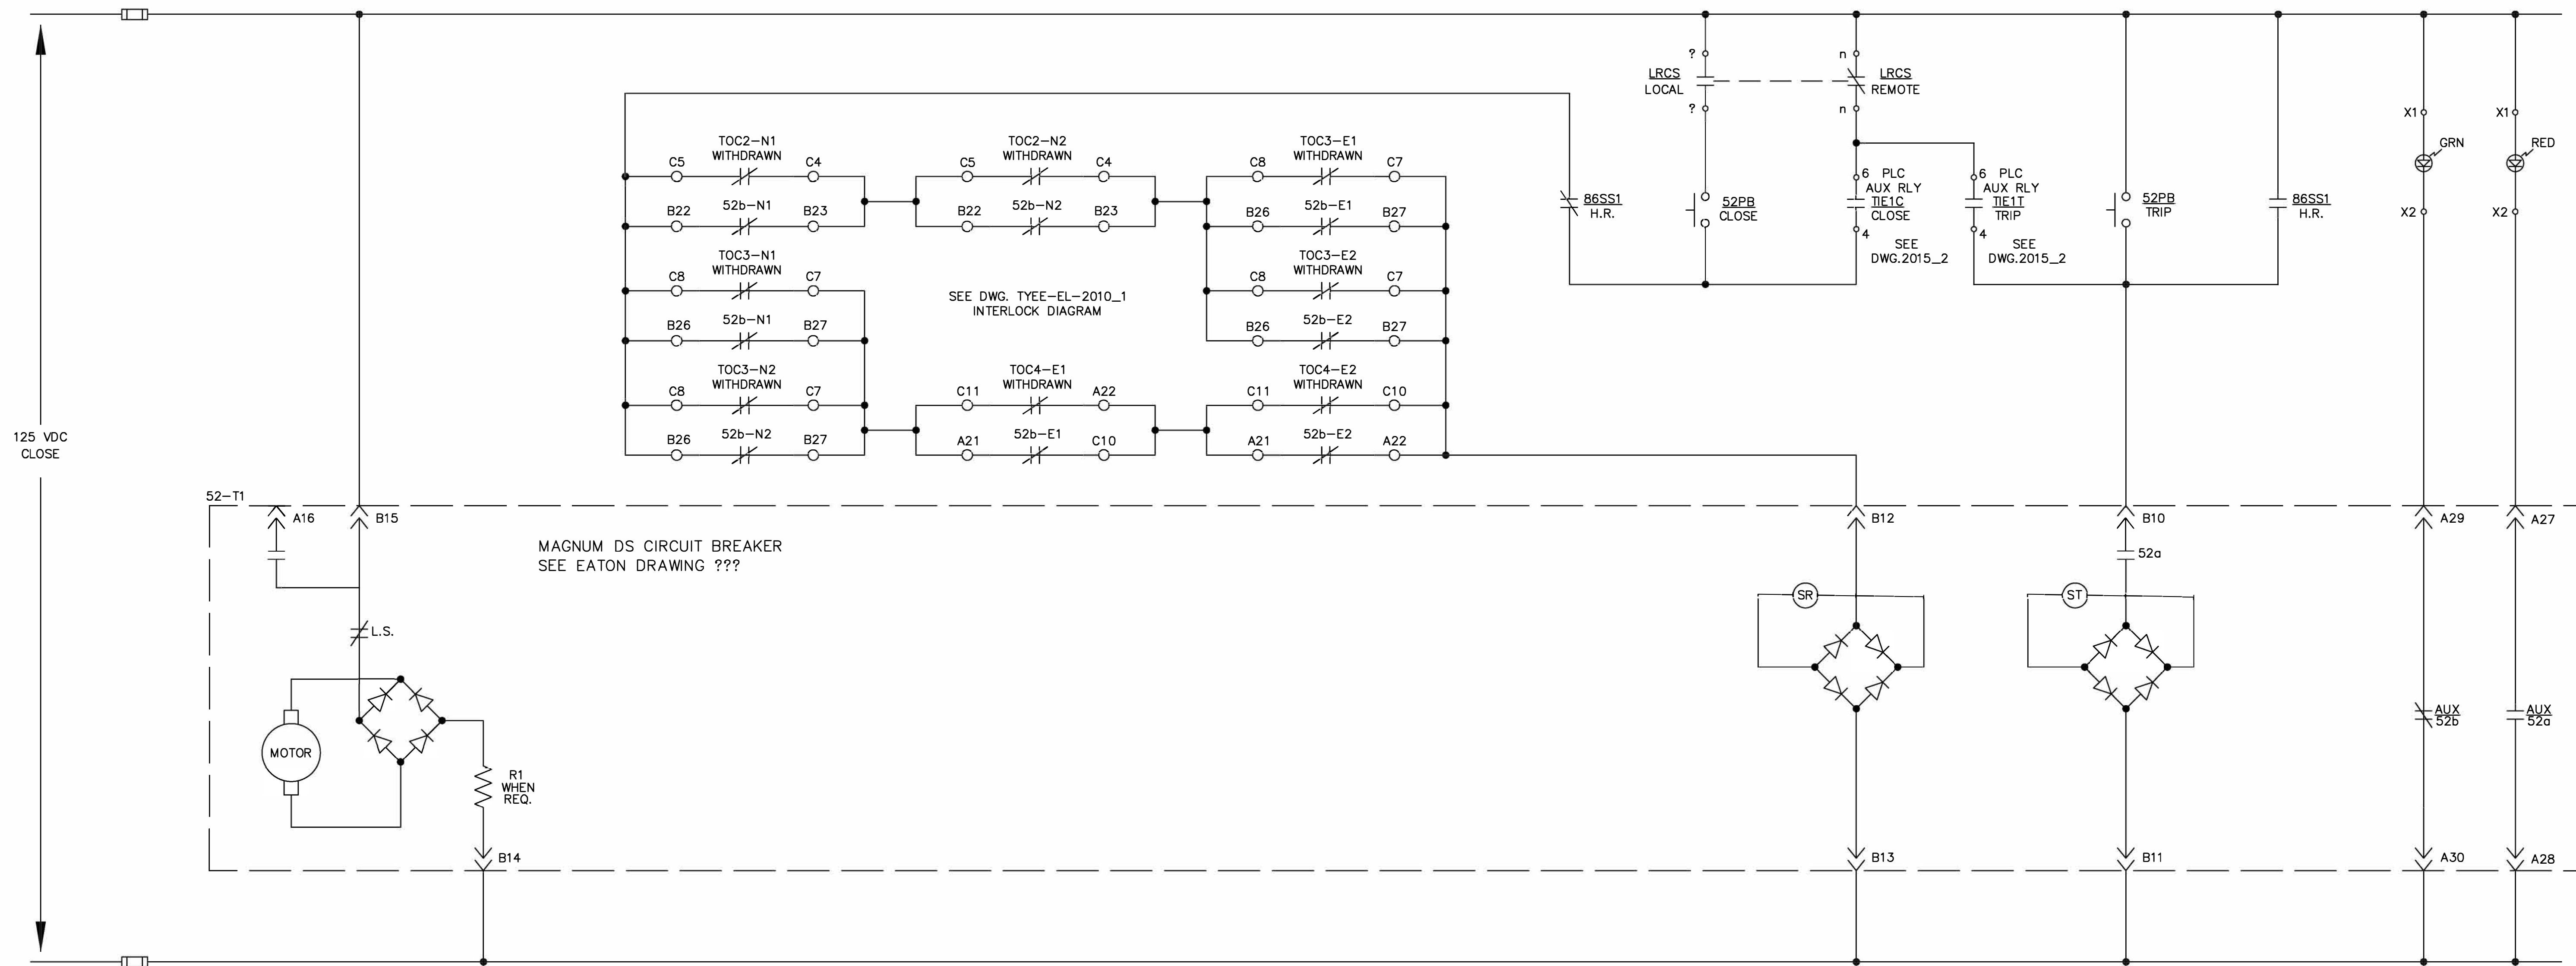 125 VDC
CLOSE
TOC2-N1
WITHDRAWN
C5
C4
52b-N1
B22
B23
TOC3-N1
WITHDRAWN
C8
C7
52b-N1
B26
B27
TOC3-N2
WITHDRAWN
C8
C7
52b-N2
B26
B27
TOC2-N2
WITHDRAWN
C5
C4
52b-N2
B22
B23
SEE DWG. TYEE-EL-2010_1
INTERLOCK DIAGRAM
TOC4-E1
WITHDRAWN
C11
A22
52b-E1
A21
C10
TOC3-E1
WITHDRAWN
C8
C7
52b-E1
B26
B27
TOC3-E2
WITHDRAWN
C8
C7
52b-E2
B26
B27
TOC4-E2
WITHDRAWN
C11
C10
52b-E2
A21
A22
86SS1
H.R.
?
LRCS
LOCAL
?
52PB
CLOSE
n
LRCS
REMOTE
n
6 PLC
AUX RLY
TIE1C
CLOSE
4
SEE
DWG.2015_2
6 PLC
AUX RLY
TIE1T
TRIP
4
SEE
DWG.2015_2
52PB
TRIP
86SS1
H.R.
X1
GRN
X2
X1
RED
X2
52-T1
A16
B15
MAGNUM DS CIRCUIT BREAKER
SEE EATON DRAWING ???
L.S.
MOTOR
R1
WHEN
REQ.
B14
B12
SR
B13
B10
52a
ST
B11
A29
AUX
52b
A30
A27
AUX
52a
A28